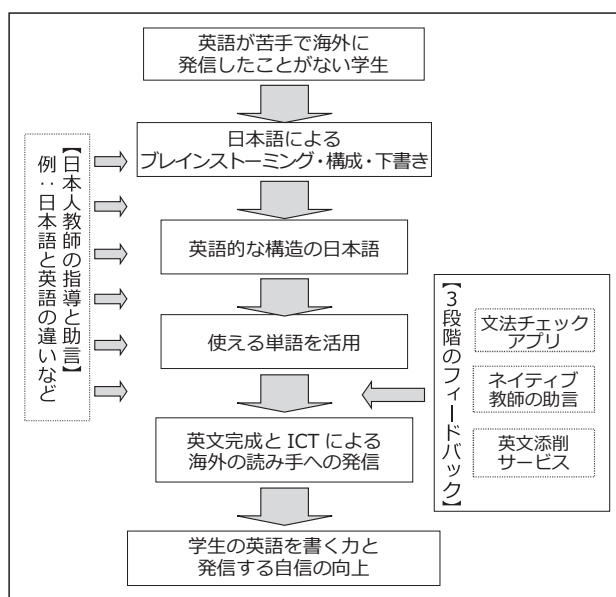 英語が苦手で海外に
発信したことがない学生
日本語による
ブレインストーミング・構成・下書き
【日本人教師の指導と助言】
例：日本語と英語の違いなど
英語的な構造の日本語
使える単語を活用
【3段階のフィードバック】
文法チェック
アプリ
ネイティブ
教師の助言
英文添削
サービス
英文完成と ICT による
海外の読み手への発信
学生の英語を書く力と
発信する自信の向上